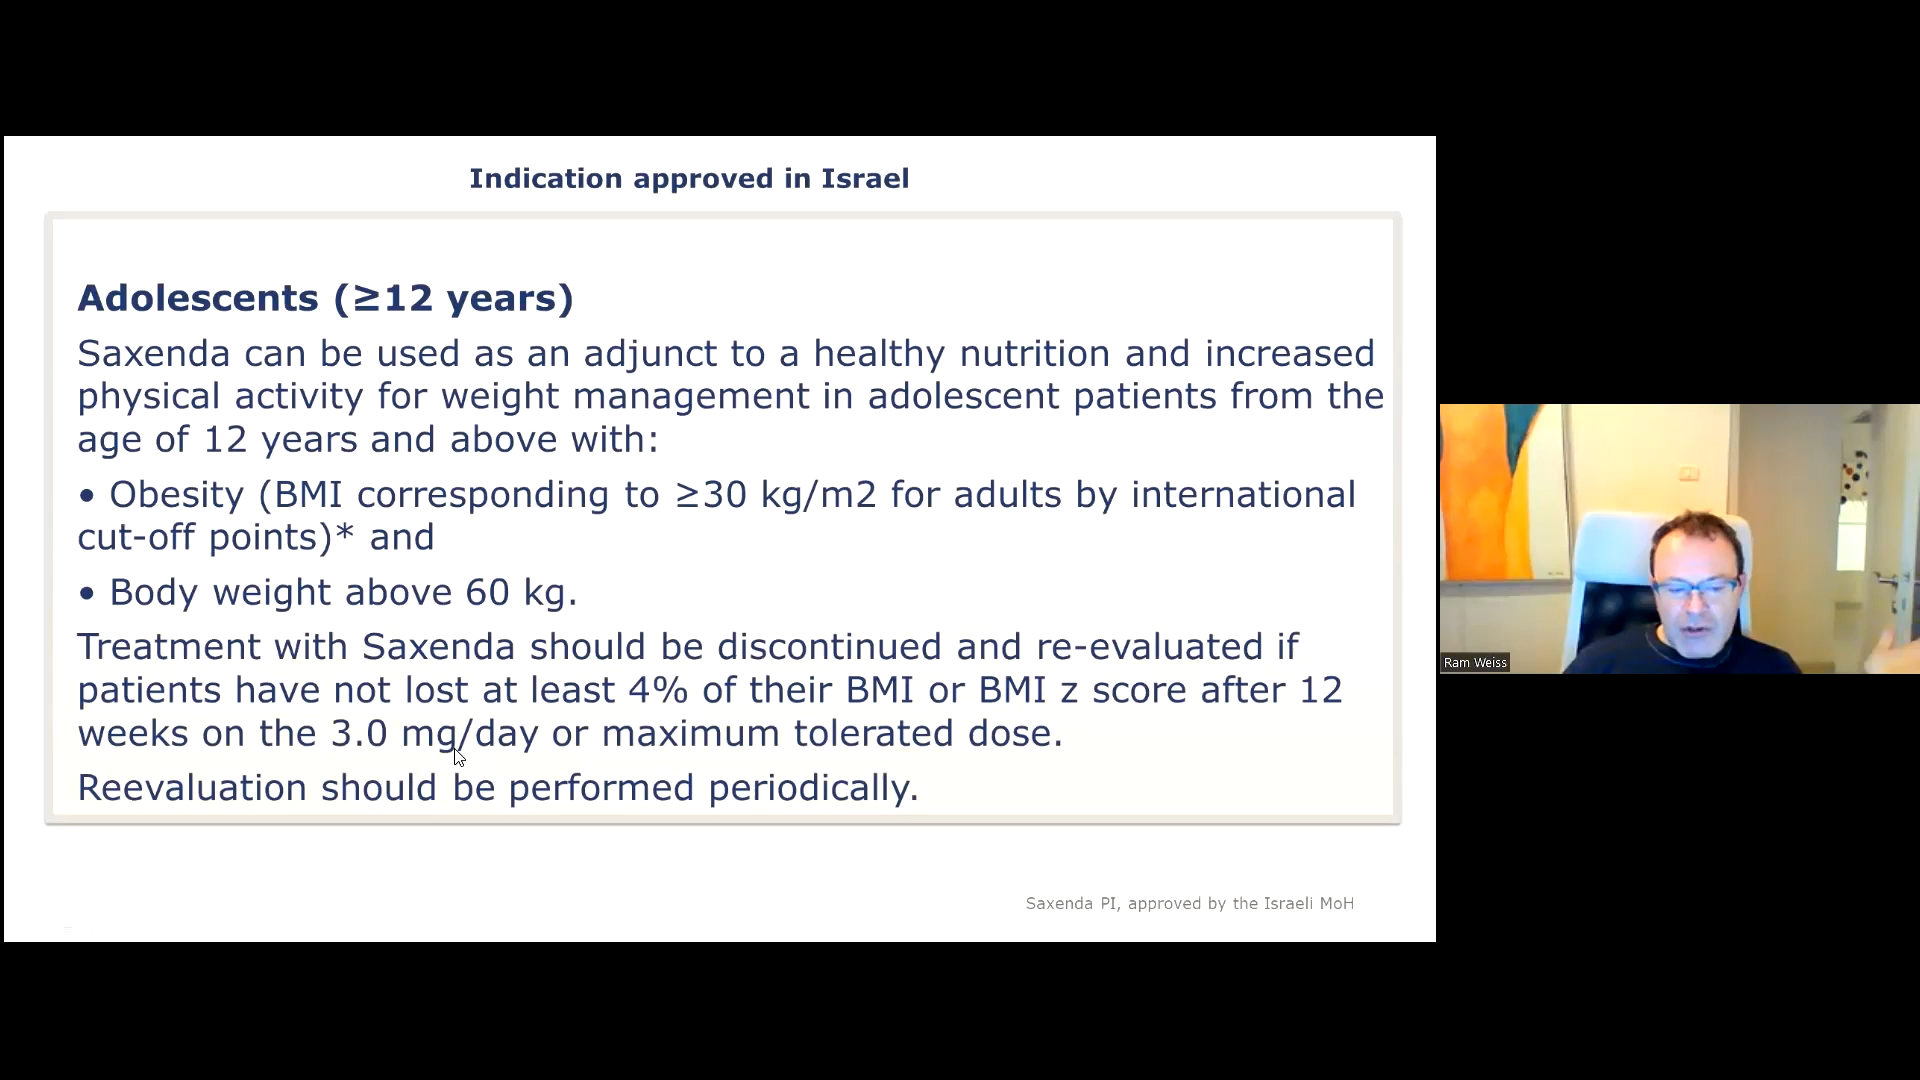 Indication approved in Israel
Adolescents (≥12 years)
Saxenda can be used as an adjunct to a healthy nutrition and increased
physical activity for weight management in adolescent patients from the
age of 12 years and above with:
• Obesity (BMI corresponding to ≥30 kg/m2 for adults by international
cut-off points)* and
• Body weight above 60 kg.
Treatment with Saxenda should be discontinued and re-evaluated if
patients have not lost at least 4% of their BMI or BMI z score after 12
weeks on the 3.0 mg/day or maximum tolerated dose.
Reevaluation should be performed periodically.
Saxenda PI, approved by the Israeli MoH
Ram Weiss